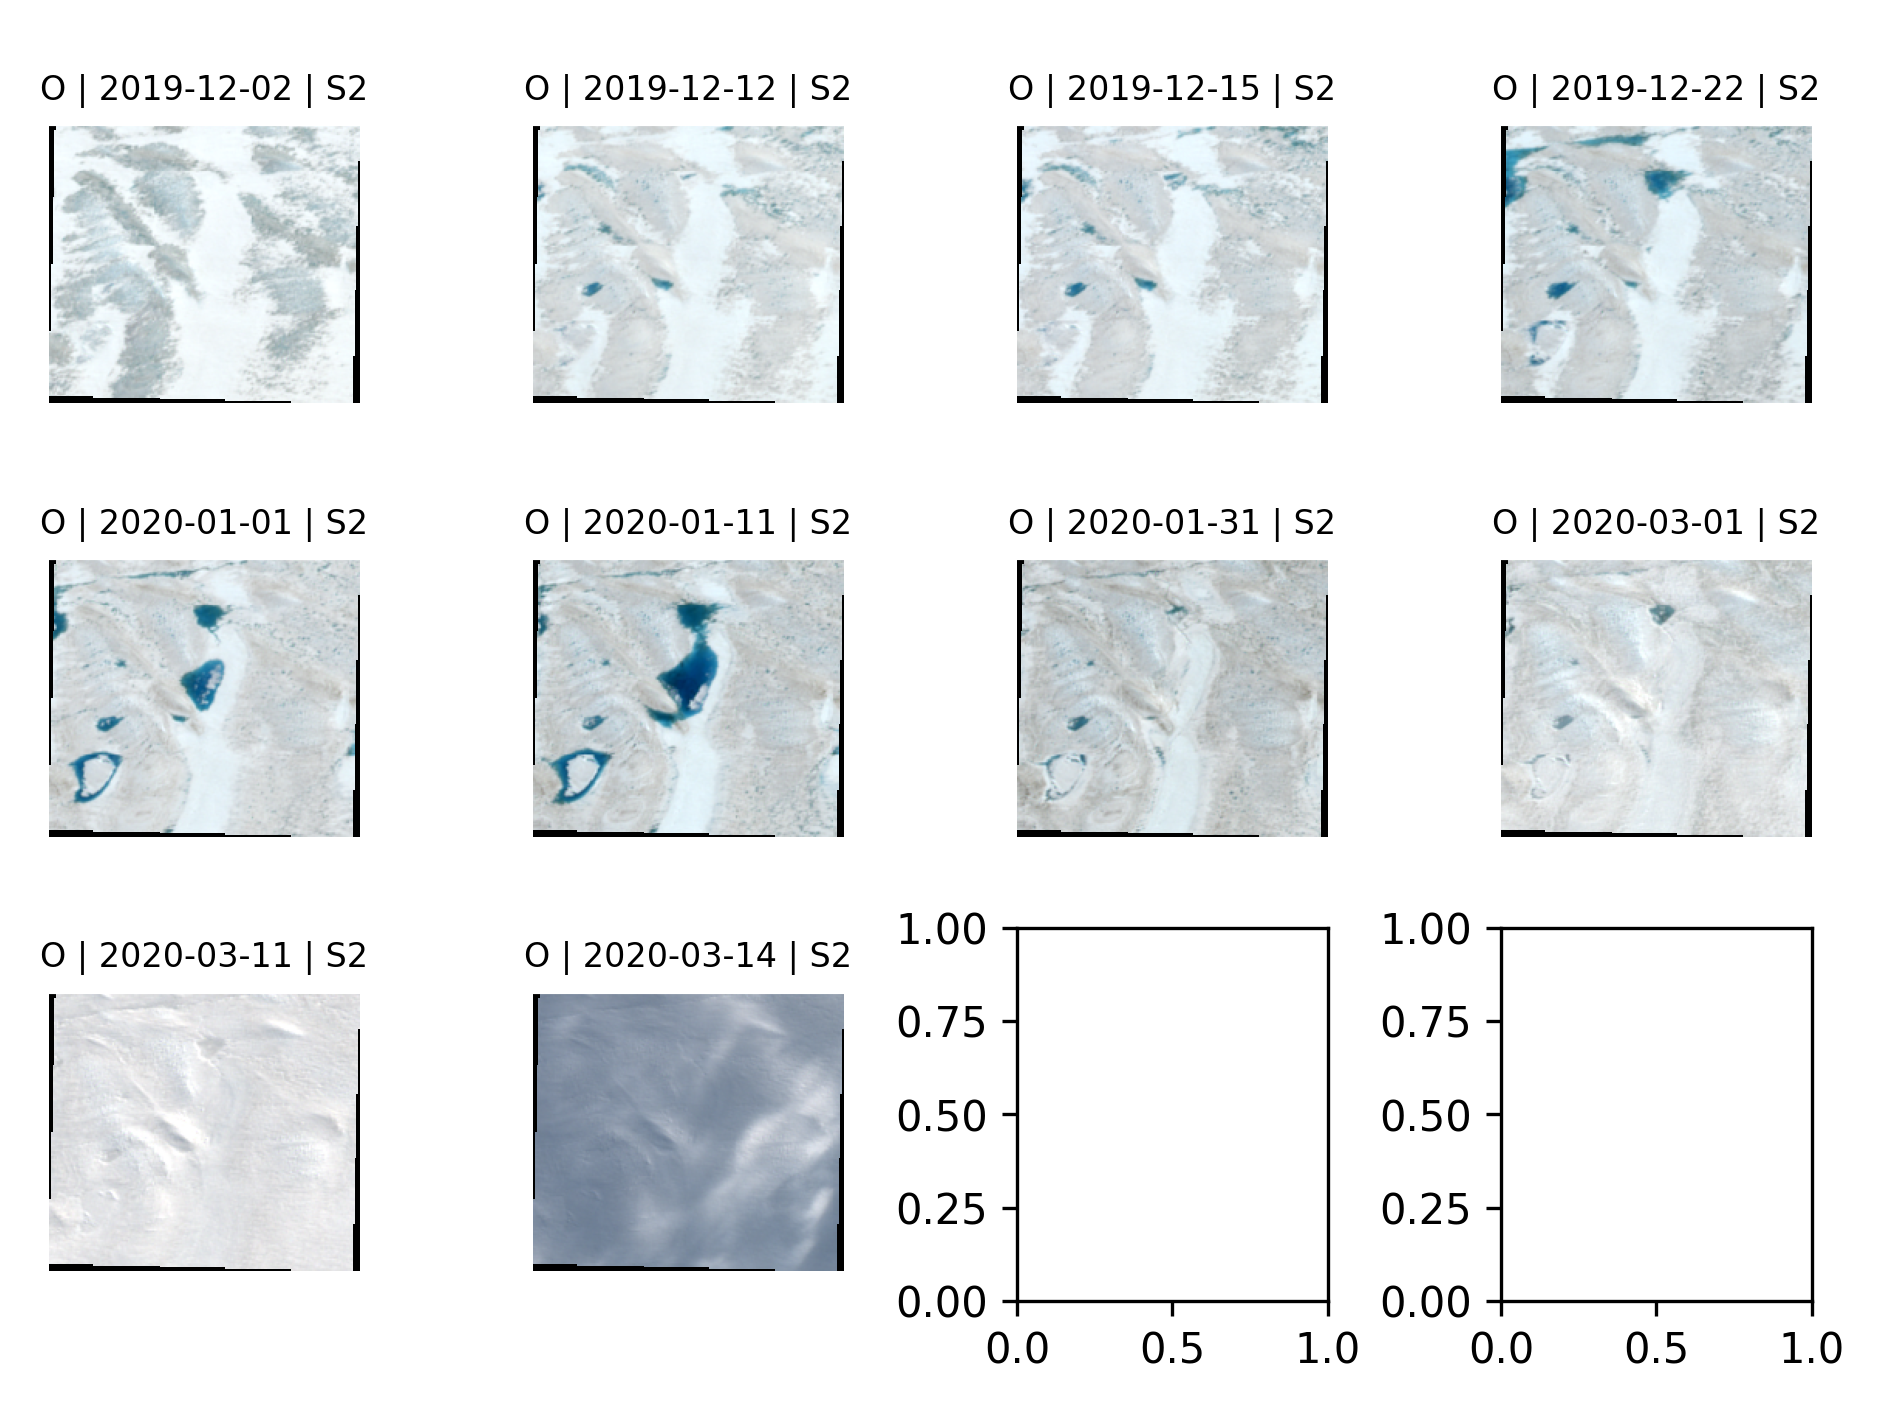 O | 2019-12-02 | S2
O | 2019-12-12 | S2
O | 2019-12-15 | S2
O | 2019-12-22 | S2
O | 2020-01-01 | S2
O | 2020-01-11 | S2
O | 2020-01-31 | S2
O | 2020-03-01 | S2
O | 2020-03-11 | S2
O | 2020-03-14 | S2
1.00
0.75
0.50
0.25
0.00
0.0 0.5 1.0
1.00
0.75
0.50
0.25
0.00
0.0 0.5 1.0